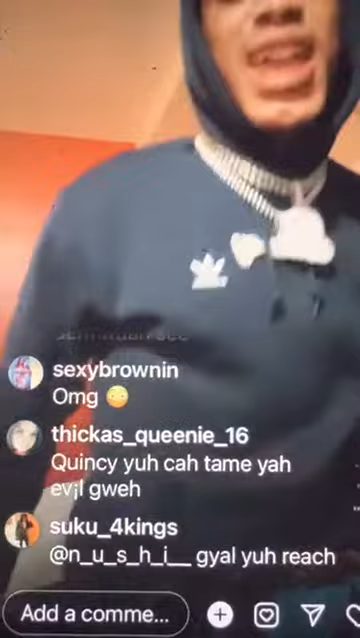 sexybrownin
Omg 😳
thickas_queenie_16
Quincy yuh cah tame yah
ev¡l gweh
suku_4kings
@n_u_s_h_i__ gyal yuh reach
Add a comme...